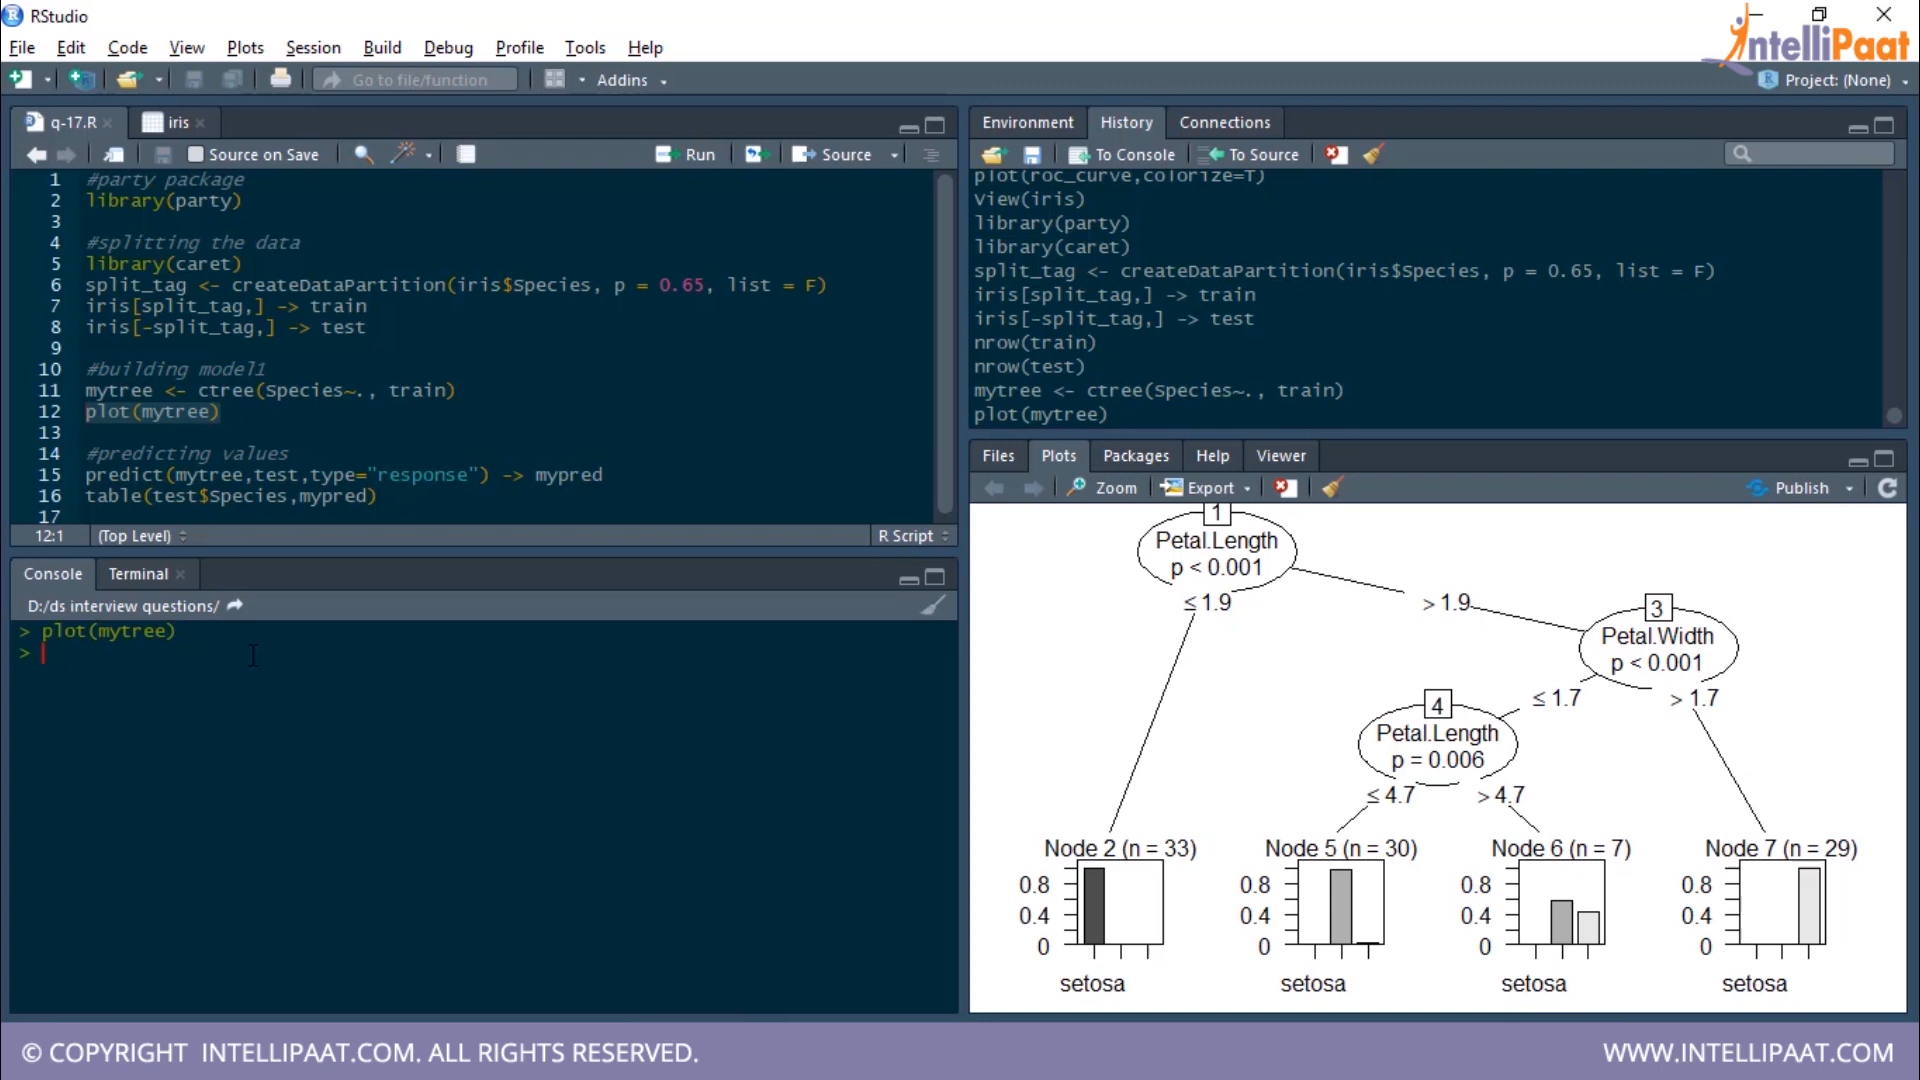 RStudio
IntelliPaat
File Edit Code View Plots Session Build Debug Profile Tools Help
Go to file/function Addins Project: (None)
q-17.R iris
Source on Save Run Source
1 #party package
2 library(party)
3
4 #splitting the data
5 library(caret)
6 split_tag <- createDataPartition(iris$Species, p = 0.65, list = F)
7 iris[split_tag,] -> train
8 iris[-split_tag,] -> test
9
10 #building model1
11 mytree <- ctree(Species~., train)
12 plot(mytree)
13
14 #predicting values
15 predict(mytree,test,type="response") -> mypred
16 table(test$Species,mypred)
17
12:1 (Top Level) R Script
Console Terminal
D:/ds interview questions/
> plot(mytree)
>
Environment History Connections
To Console To Source
plot(roc_curve,colorize=T)
View(iris)
library(party)
library(caret)
split_tag <- createDataPartition(iris$Species, p = 0.65, list = F)
iris[split_tag,] -> train
iris[-split_tag,] -> test
nrow(train)
nrow(test)
mytree <- ctree(Species~., train)
plot(mytree)
Files Plots Packages Help Viewer
Zoom Export Publish
1
Petal.Length
p < 0.001
≤ 1.9 > 1.9
3
Petal.Width
p < 0.001
≤ 1.7 > 1.7
4
Petal.Length
p = 0.006
≤ 4.7 > 4.7
Node 2 (n = 33) Node 5 (n = 30) Node 6 (n = 7) Node 7 (n = 29)
0.8 0.8 0.8 0.8
0.4 0.4 0.4 0.4
0 0 0 0
setosa setosa setosa setosa
© COPYRIGHT INTELLIPAAT.COM. ALL RIGHTS RESERVED. WWW.INTELLIPAAT.COM